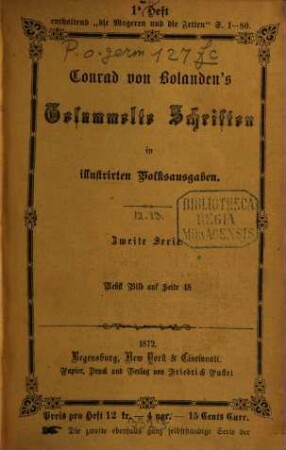 1s Heft
enthaltend „die Mageren und die Fetten" S. 1—80.
P. o. germ 127 fc
Conrad von Bolanden's
Gesammelte Schriften
in
illustrirten Volksausgaben.
BIBLIOTHECA
REGIA
MONACENSIS
Zweite Serie
Nebst Bild auf Seite 48
1872.
Regensburg, New York & Cincinnati.
Papier, Druck und Verlag von Friedrich Pustet
Preis pro Heft 12 kr. — 4 ngr. — 15 Cents Curr.
Die zweite ebenfalls ganz selbstständige Serie der